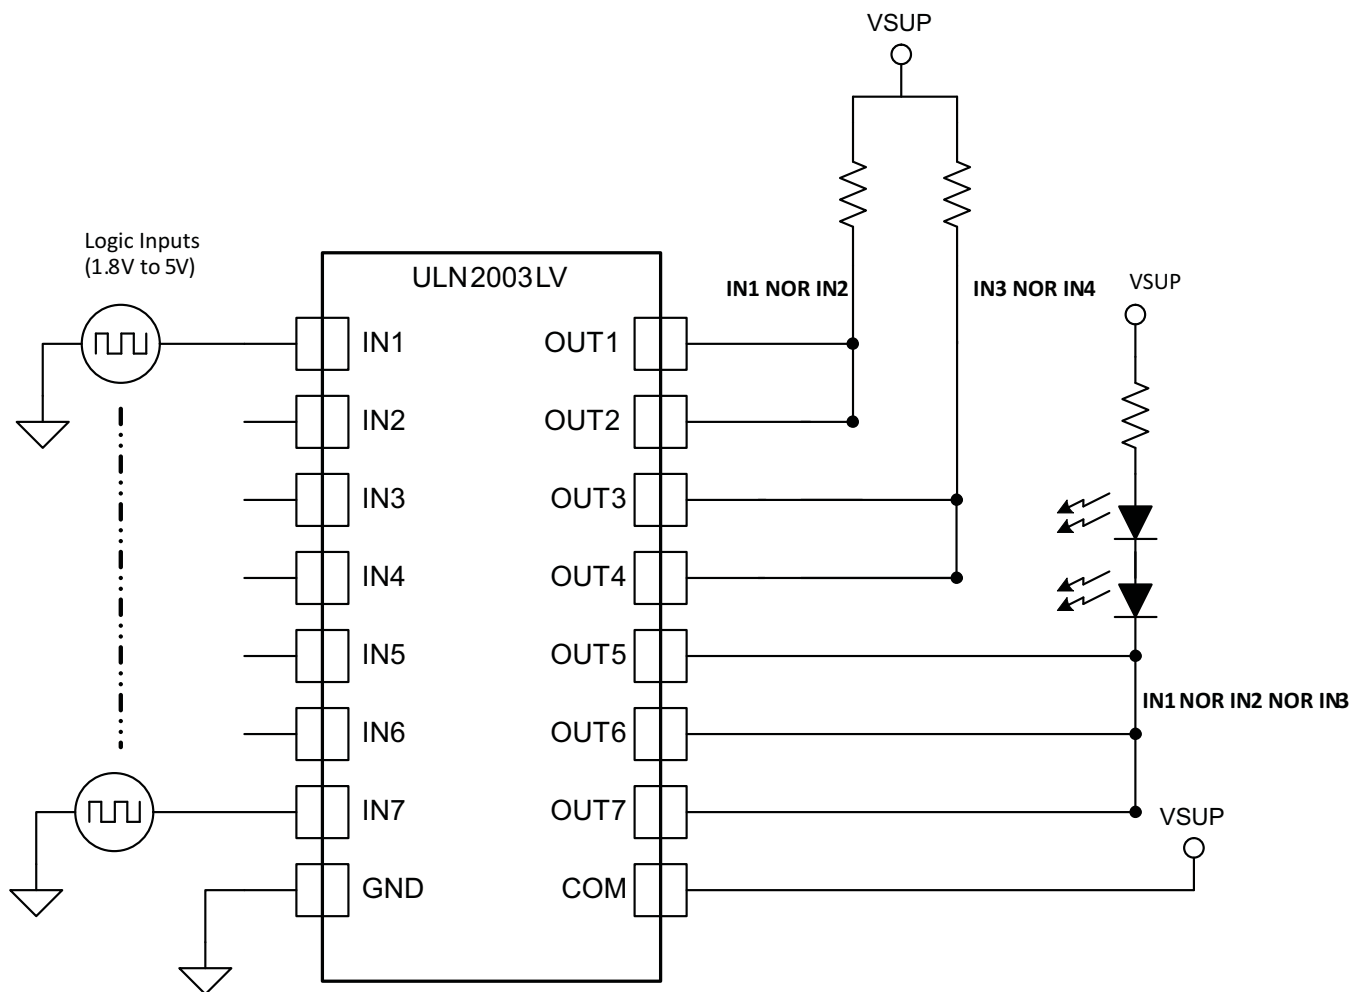 VSUP
Logic Inputs
(1.8V to 5V)
ULN2003LV
IN1 NOR IN2
IN3 NOR IN4
VSUP
IN1
OUT1
IN2
OUT2
IN3
OUT3
IN4
OUT4
IN5
OUT5
IN1 NOR IN2 NOR IN3
IN6
OUT6
IN7
OUT7
VSUP
GND
COM